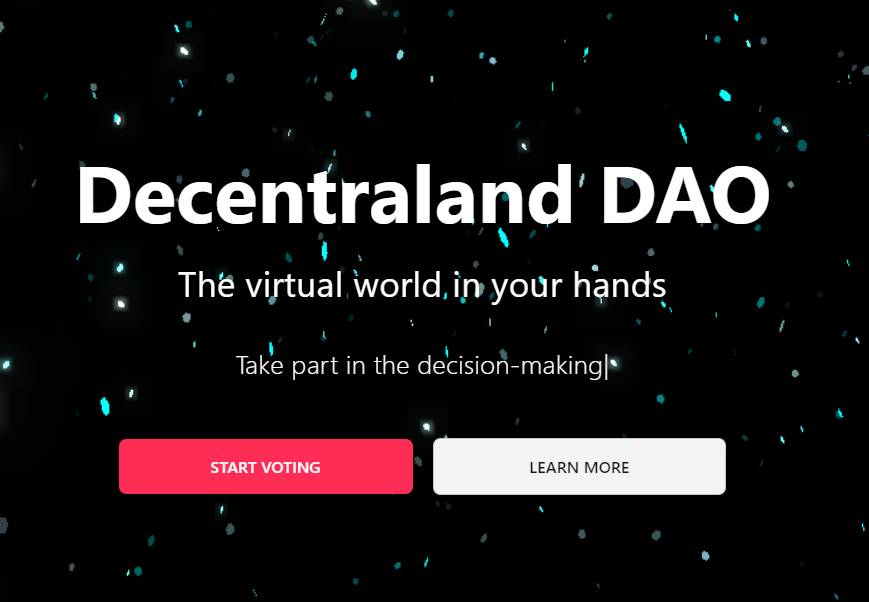 Decentraland DAO
The virtual world in your hands
Take part in the decision-making|
START VOTING
LEARN MORE